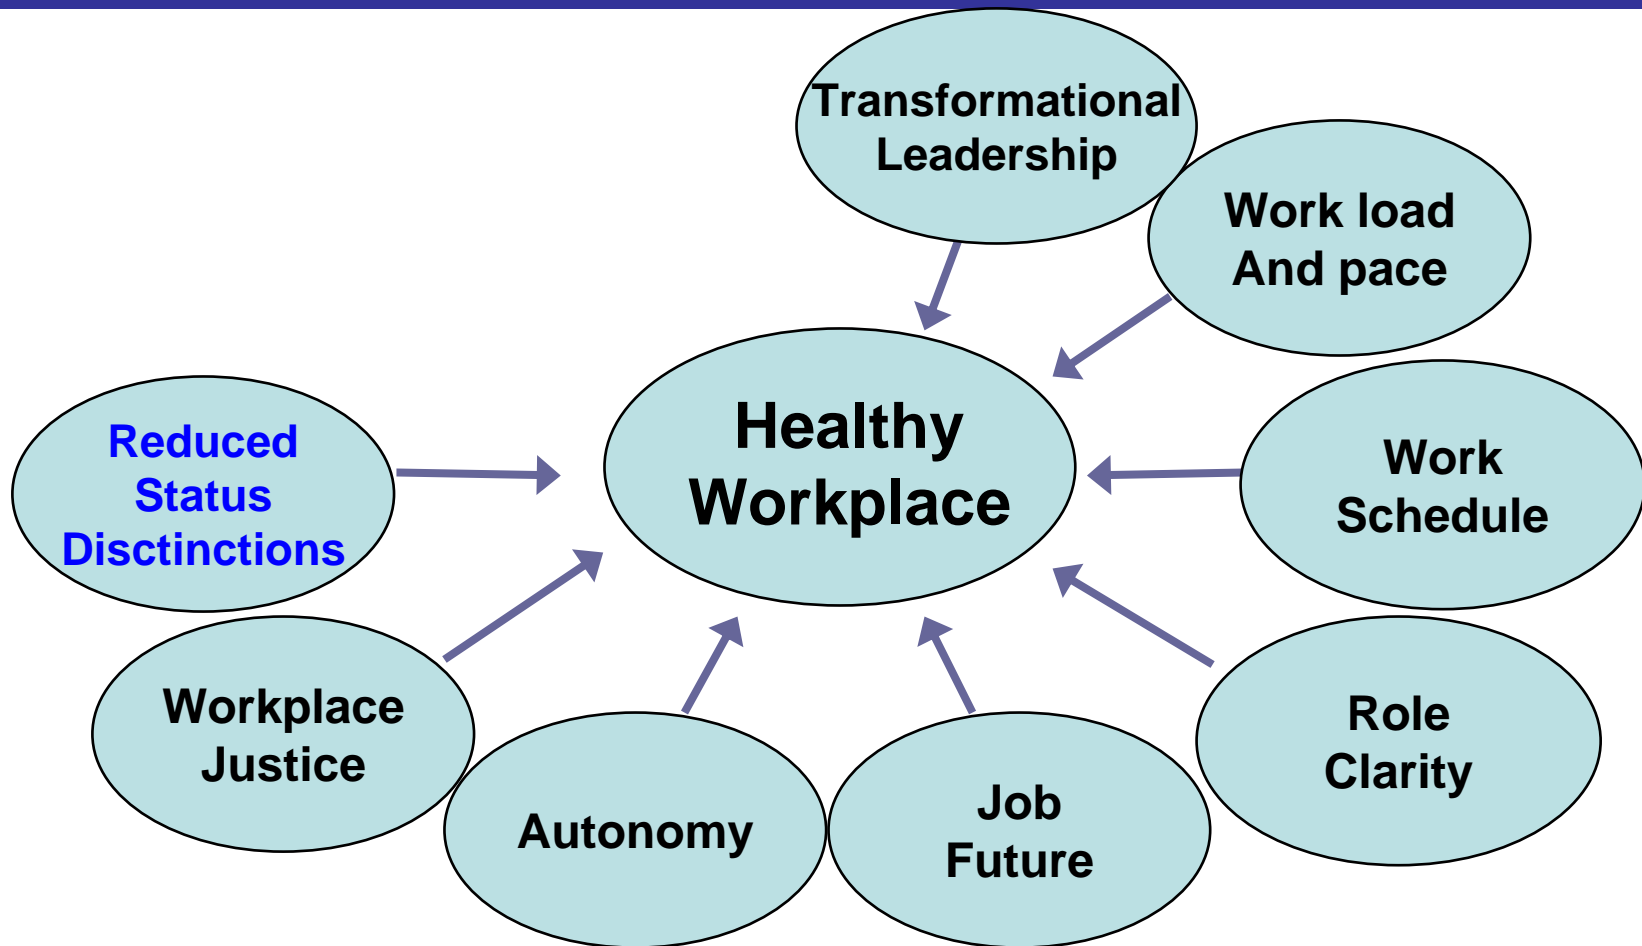 Transformational
Leadership
Work load
And pace
Healthy
Workplace
Work
Schedule
Reduced
Status
Disctinctions
Workplace
Justice
Role
Clarity
Autonomy
Job
Future